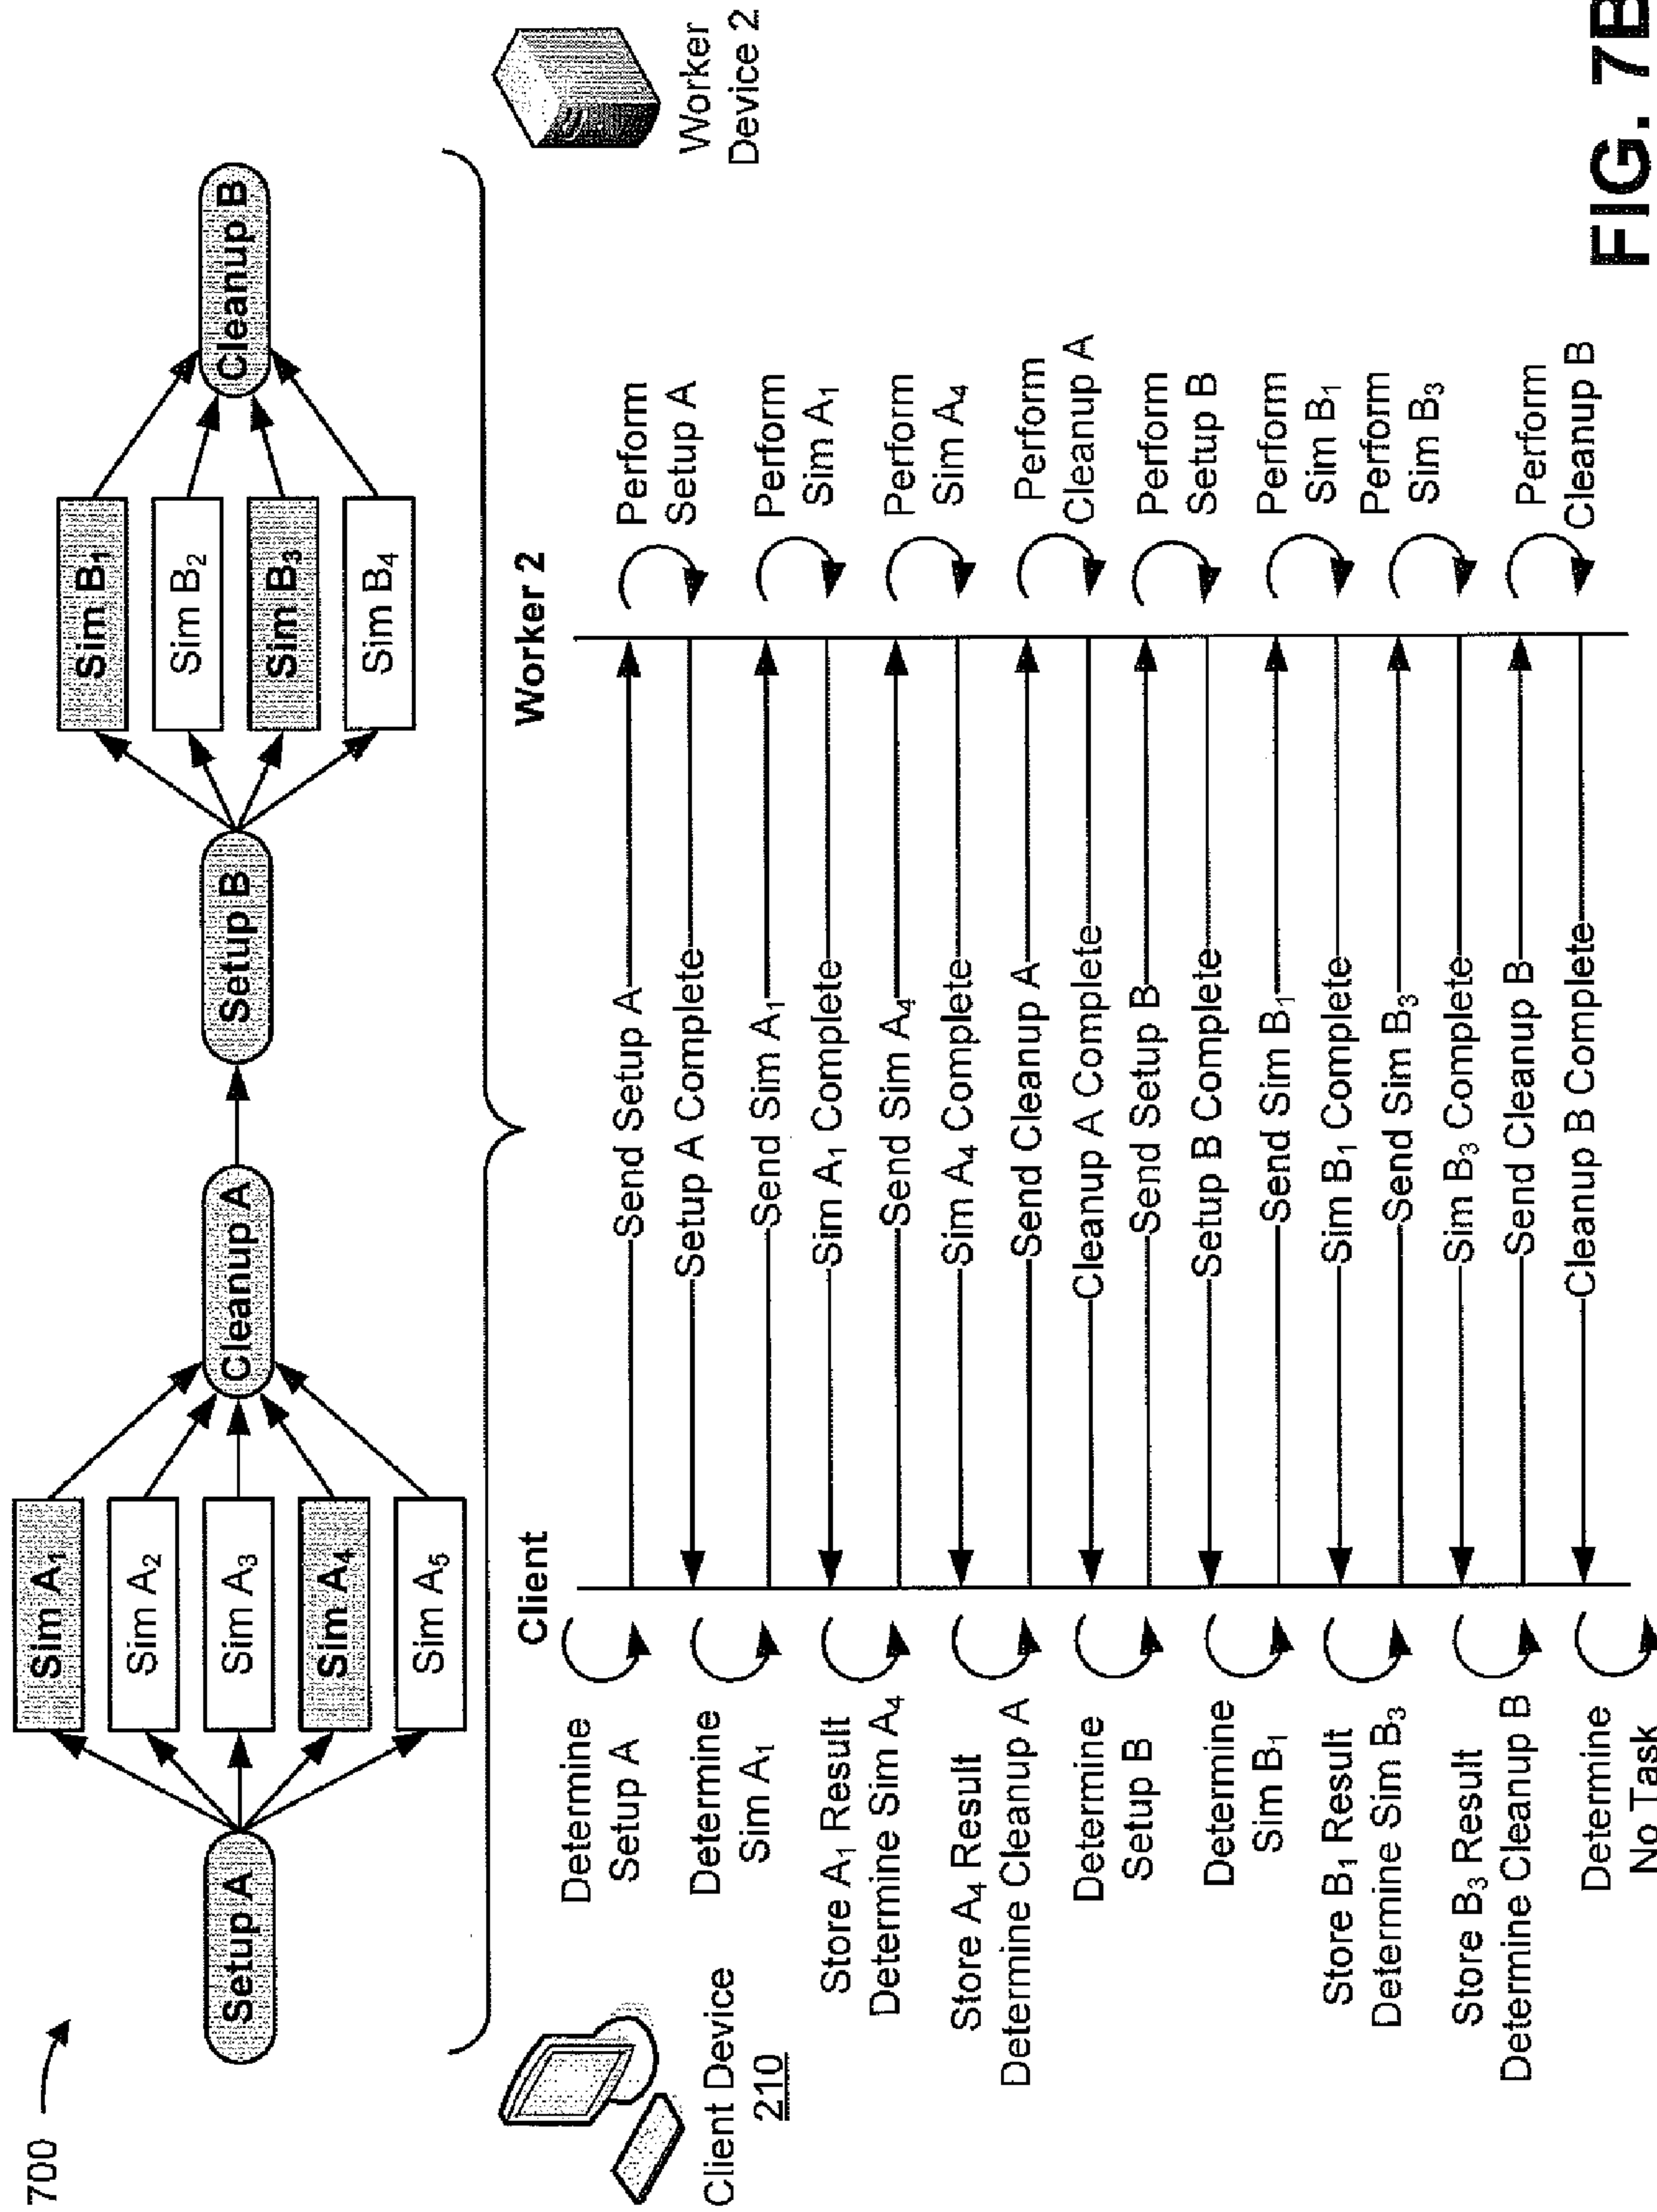 700
Setup A
Sim A1
Sim A2
Sim A3
Sim A4
Sim A5
Cleanup A
Setup B
Sim B1
Sim B2
Sim B3
Sim B4
Cleanup B
Client Device
210
Worker
Device 2
Client
Worker 2
Determine
Setup A
Send Setup A
Perform
Setup A
Setup A Complete
Determine
Sim A1
Send Sim A1
Perform
Sim A1
Sim A1 Complete
Store A1 Result
Determine Sim A4
Send Sim A4
Perform
Sim A4
Sim A4 Complete
Store A4 Result
Determine Cleanup A
Send Cleanup A
Perform
Cleanup A
Cleanup A Complete
Determine
Setup B
Send Setup B
Perform
Setup B
Setup B Complete
Determine
Sim B1
Send Sim B1
Perform
Sim B1
Sim B1 Complete
Store B1 Result
Determine Sim B3
Send Sim B3
Perform
Sim B3
Sim B3 Complete
Store B3 Result
Determine Cleanup B
Send Cleanup B
Perform
Cleanup B
Cleanup B Complete
Determine
No Task
FIG. 7B